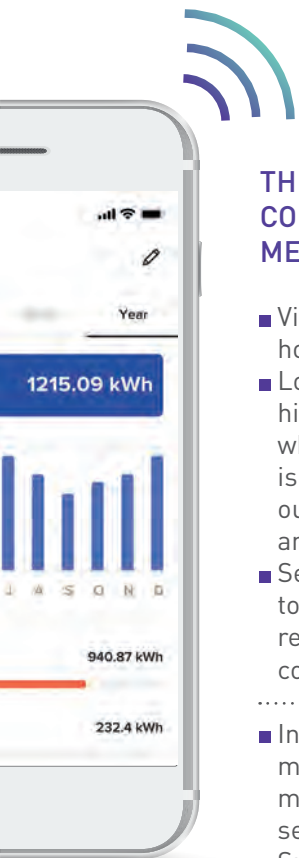 Year
1215.09 kWh
J A S O N D
940.87 kWh
232.4 kWh
TH
CO
ME
Vi
ho
Lo
hi
w
is
ou
ar
Se
to
re
co
In
m
m
se